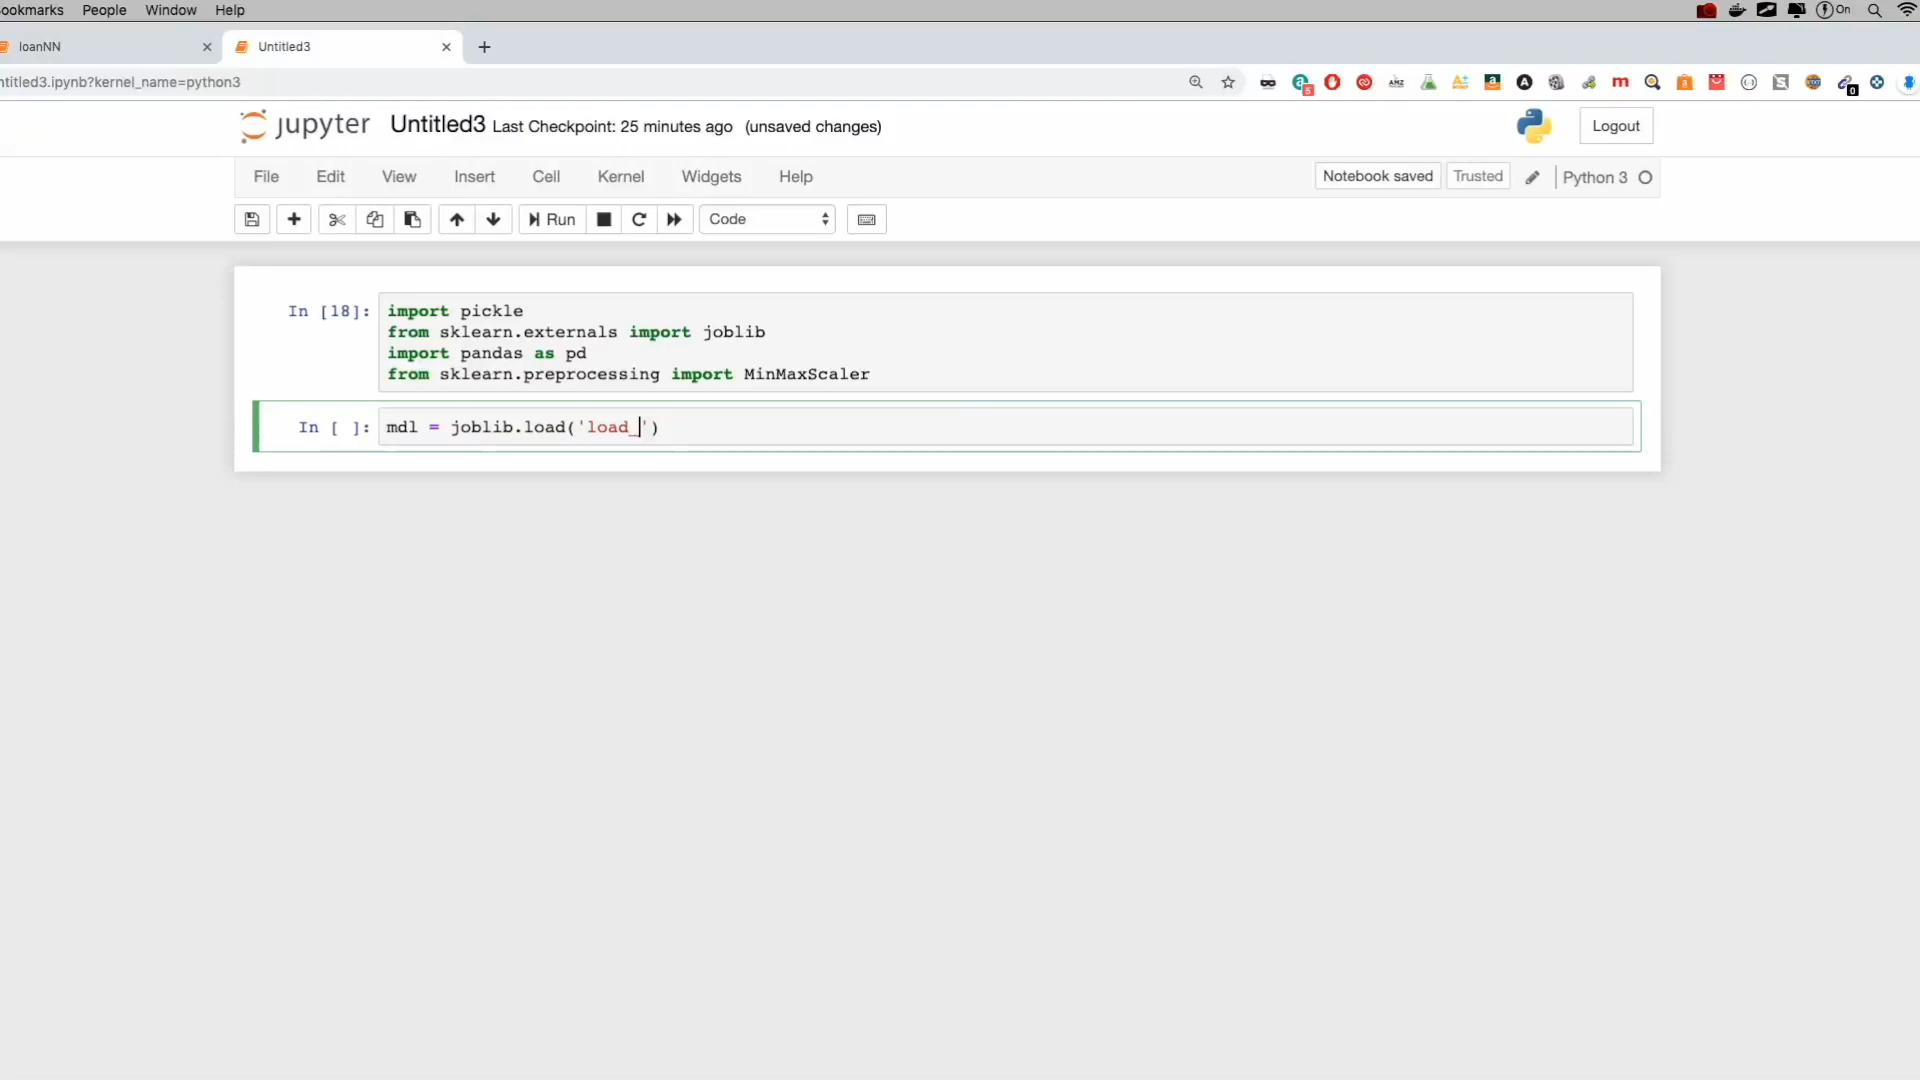 ookmarks People Window Help On
loanNN Untitled3
ntitled3.ipynb?kernel_name=python3
jupyter Untitled3 Last Checkpoint: 25 minutes ago (unsaved changes) Logout
File Edit View Insert Cell Kernel Widgets Help Notebook saved Trusted Python 3
Run Code
In [18]: import pickle
from sklearn.externals import joblib
import pandas as pd
from sklearn.preprocessing import MinMaxScaler
In [ ]: mdl = joblib.load('load_')